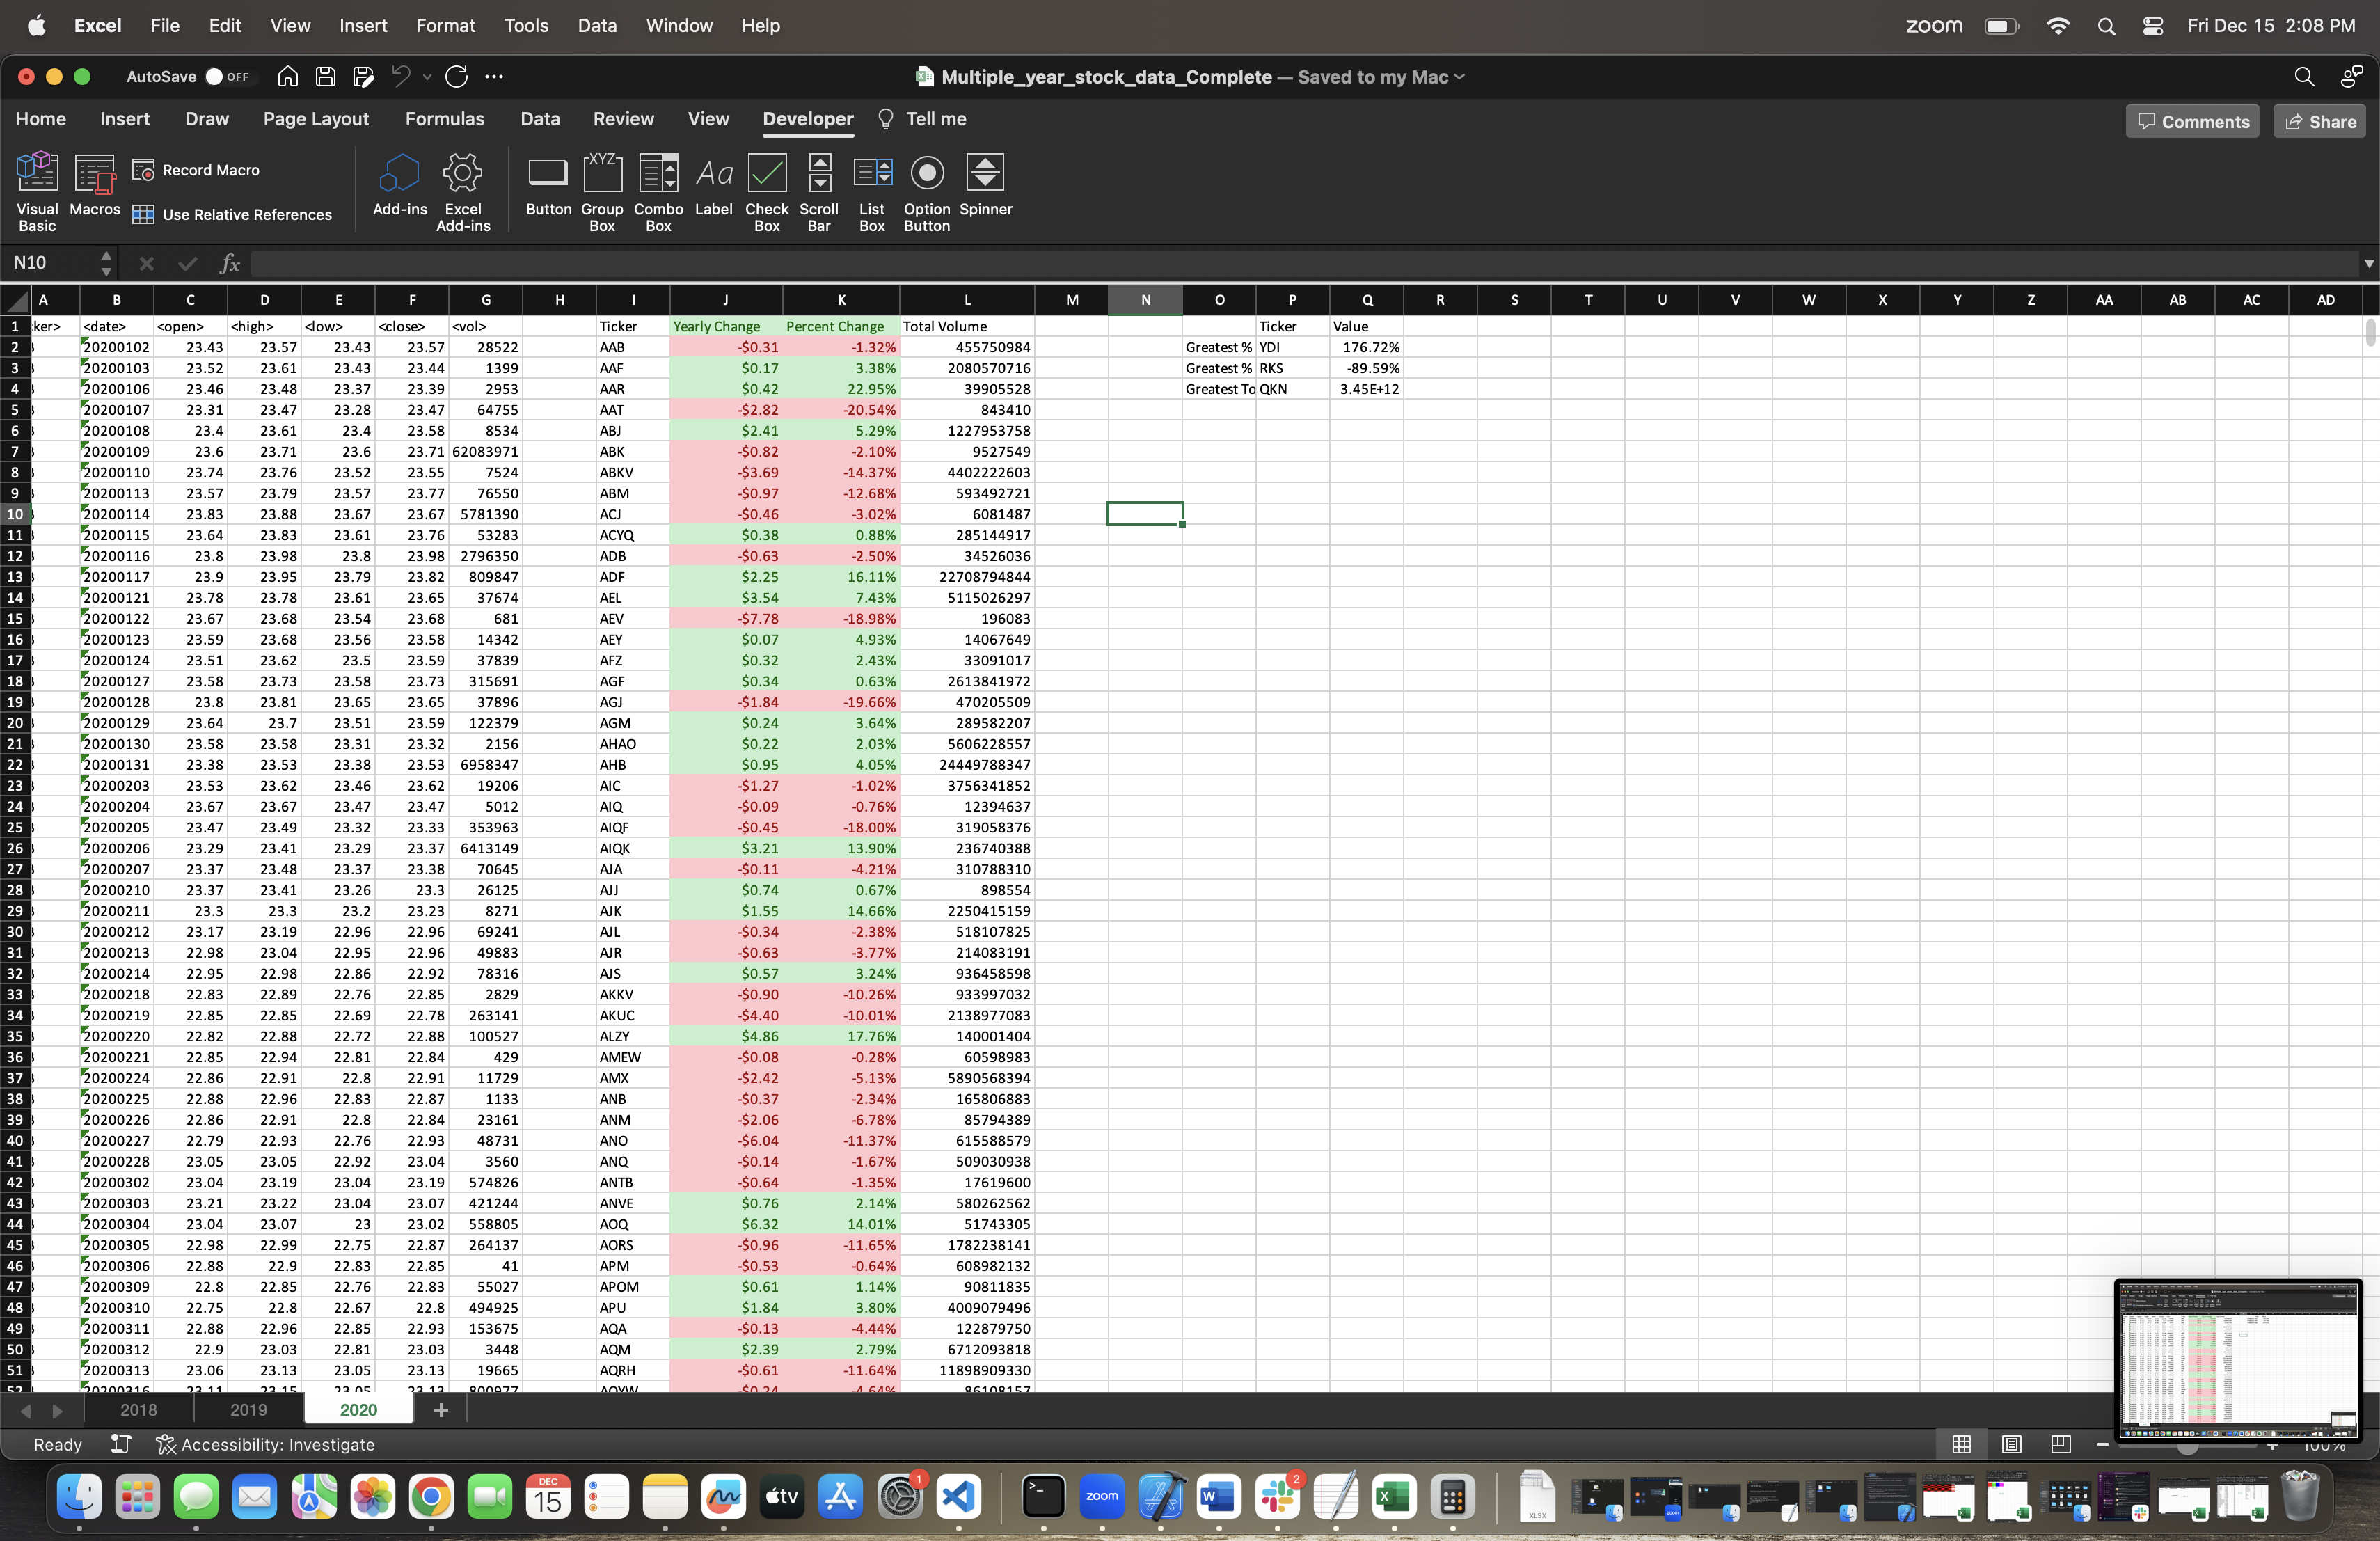 Excel File Edit View Insert Format Tools Data Window Help zoom Fri Dec 15 2:08 PM
AutoSave OFF Multiple_year_stock_data_Complete — Saved to my Mac
Home Insert Draw Page Layout Formulas Data Review View Developer Tell me Comments Share
Visual Basic Macros Record Macro Use Relative References Add-ins Excel Add-ins Button Group Box Combo Box Label Check Box Scroll Bar List Box Option Button Spinner
N10 fx
A B C D E F G H I J K L M N O P Q R S T U V W X Y Z AA AB AC AD
1 ker> <date> <open> <high> <low> <close> <vol> Ticker Yearly Change Percent Change Total Volume Ticker Value
2 20200102 23.43 23.57 23.43 23.57 28522 AAB -$0.31 -1.32% 455750984 Greatest % YDI 176.72%
3 20200103 23.52 23.61 23.43 23.44 1399 AAF $0.17 3.38% 2080570716 Greatest % RKS -89.59%
4 20200106 23.46 23.48 23.37 23.39 2953 AAR $0.42 22.95% 39905528 Greatest To QKN 3.45E+12
5 20200107 23.31 23.47 23.28 23.47 64755 AAT -$2.82 -20.54% 843410
6 20200108 23.4 23.61 23.4 23.58 8534 ABJ $2.41 5.29% 1227953758
7 20200109 23.6 23.71 23.6 23.71 62083971 ABK -$0.82 -2.10% 9527549
8 20200110 23.74 23.76 23.52 23.55 7524 ABKV -$3.69 -14.37% 4402222603
9 20200113 23.57 23.79 23.57 23.77 76550 ABM -$0.97 -12.68% 593492721
10 20200114 23.83 23.88 23.67 23.67 5781390 ACJ -$0.46 -3.02% 6081487
11 20200115 23.64 23.83 23.61 23.76 53283 ACYQ $0.38 0.88% 285144917
12 20200116 23.8 23.98 23.8 23.98 2796350 ADB -$0.63 -2.50% 34526036
13 20200117 23.9 23.95 23.79 23.82 809847 ADF $2.25 16.11% 22708794844
14 20200121 23.78 23.78 23.61 23.65 37674 AEL $3.54 7.43% 5115026297
15 20200122 23.67 23.68 23.54 23.68 681 AEV -$7.78 -18.98% 196083
16 20200123 23.59 23.68 23.56 23.58 14342 AEY $0.07 4.93% 14067649
17 20200124 23.51 23.62 23.5 23.59 37839 AFZ $0.32 2.43% 33091017
18 20200127 23.58 23.73 23.58 23.73 315691 AGF $0.34 0.63% 2613841972
19 20200128 23.8 23.81 23.65 23.65 37896 AGJ -$1.84 -19.66% 470205509
20 20200129 23.64 23.7 23.51 23.59 122379 AGM $0.24 3.64% 289582207
21 20200130 23.58 23.58 23.31 23.32 2156 AHAO $0.22 2.03% 5606228557
22 20200131 23.38 23.53 23.38 23.53 6958347 AHB $0.95 4.05% 24449788347
23 20200203 23.53 23.62 23.46 23.62 19206 AIC -$1.27 -1.02% 3756341852
24 20200204 23.67 23.67 23.47 23.47 5012 AIQ -$0.09 -0.76% 12394637
25 20200205 23.47 23.49 23.32 23.33 353963 AIQF -$0.45 -18.00% 319058376
26 20200206 23.29 23.41 23.29 23.37 6413149 AIQK $3.21 13.90% 236740388
27 20200207 23.37 23.48 23.37 23.38 70645 AJA -$0.11 -4.21% 310788310
28 20200210 23.37 23.41 23.26 23.3 26125 AJJ $0.74 0.67% 898554
29 20200211 23.3 23.3 23.2 23.23 8271 AJK $1.55 14.66% 2250415159
30 20200212 23.17 23.19 22.96 22.96 69241 AJL -$0.34 -2.38% 518107825
31 20200213 22.98 23.04 22.95 22.96 49883 AJR -$0.63 -3.77% 214083191
32 20200214 22.95 22.98 22.86 22.92 78316 AJS $0.57 3.24% 936458598
33 20200218 22.83 22.89 22.76 22.85 2829 AKKV -$0.90 -10.26% 933997032
34 20200219 22.85 22.85 22.69 22.78 263141 AKUC -$4.40 -10.01% 2138977083
35 20200220 22.82 22.88 22.72 22.88 100527 ALZY $4.86 17.76% 140001404
36 20200221 22.85 22.94 22.81 22.84 429 AMEW -$0.08 -0.28% 60598983
37 20200224 22.86 22.91 22.8 22.91 11729 AMX -$2.42 -5.13% 5890568394
38 20200225 22.88 22.96 22.83 22.87 1133 ANB -$0.37 -2.34% 165806883
39 20200226 22.86 22.91 22.8 22.84 23161 ANM -$2.06 -6.78% 85794389
40 20200227 22.79 22.93 22.76 22.93 48731 ANO -$6.04 -11.37% 615588579
41 20200228 23.05 23.05 22.92 23.04 3560 ANQ -$0.14 -1.67% 509030938
42 20200302 23.04 23.19 23.04 23.19 574826 ANTB -$0.64 -1.35% 17619600
43 20200303 23.21 23.22 23.04 23.07 421244 ANVE $0.76 2.14% 580262562
44 20200304 23.04 23.07 23 23.02 558805 AOQ $6.32 14.01% 51743305
45 20200305 22.98 22.99 22.75 22.87 264137 AORS -$0.96 -11.65% 1782238141
46 20200306 22.88 22.9 22.83 22.85 41 APM -$0.53 -0.64% 608982132
47 20200309 22.8 22.85 22.76 22.83 55027 APOM $0.61 1.14% 90811835
48 20200310 22.75 22.8 22.67 22.8 494925 APU $1.84 3.80% 4009079496
49 20200311 22.88 22.96 22.85 22.93 153675 AQA -$0.13 -4.44% 122879750
50 20200312 22.9 23.03 22.81 23.03 3448 AQM $2.39 2.79% 6712093818
51 20200313 23.06 23.13 23.05 23.13 19665 AQRH -$0.61 -11.64% 11898909330
52 20200316 23.11 23.15 23.05 23.13 800977 AQYW -$0.24 -4.64% 86108157
2018 2019 2020
Ready Accessibility: Investigate 100%
DEC 15 tv 1 zoom W 2 X XLSX